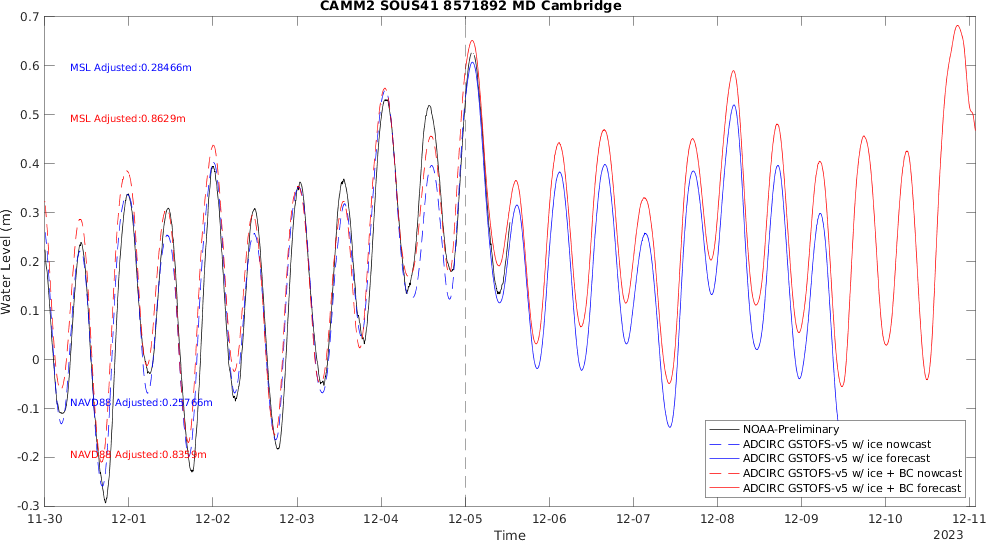 CAMM2 SOUS41 8571892 MD Cambridge
0.7
0.6
0.5
0.4
0.3
0.2
0.1
0
-0.1
-0.2
-0.3
Water Level (m)
MSL Adjusted:0.28466m
MSL Adjusted:0.8629m
NAVD88 Adjusted:0.25766m
NAVD88 Adjusted:0.8359m
NOAA-Preliminary
ADCIRC GSTOFS-v5 w/ ice nowcast
ADCIRC GSTOFS-v5 w/ ice forecast
ADCIRC GSTOFS-v5 w/ ice + BC nowcast
ADCIRC GSTOFS-v5 w/ ice + BC forecast
11-30 12-01 12-02 12-03 12-04 12-05 12-06 12-07 12-08 12-09 12-10 12-11
Time
2023